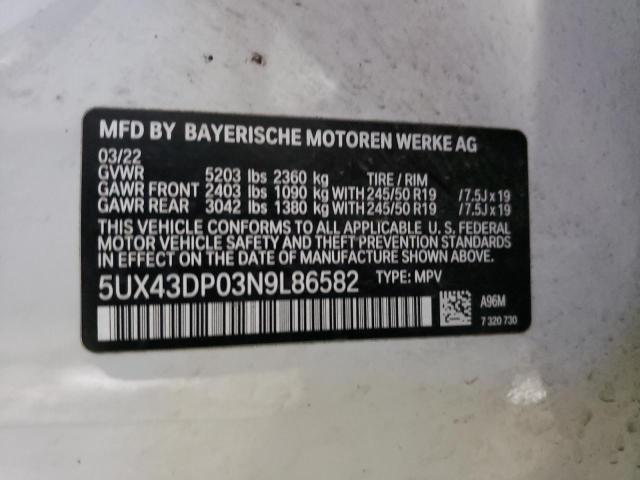 MFD BY BAYERISCHE MOTOREN WERKE AG
03/22
GVWR 5203 lbs 2360 kg TIRE / RIM
GAWR FRONT 2403 lbs 1090 kg WITH 245/50 R19 /7.5J x 19
GAWR REAR 3042 lbs 1380 kg WITH 245/50 R19 /7.5J x 19
THIS VEHICLE CONFORMS TO ALL APPLICABLE U. S. FEDERAL
MOTOR VEHICLE SAFETY, BUMPER, AND THEFT PREVENTION
STANDARDS IN EFFECT ON THE DATE OF MANUFACTURE SHOWN ABOVE.
5UX43DP03N9L86582 TYPE: MPV
A96M
7 320 730